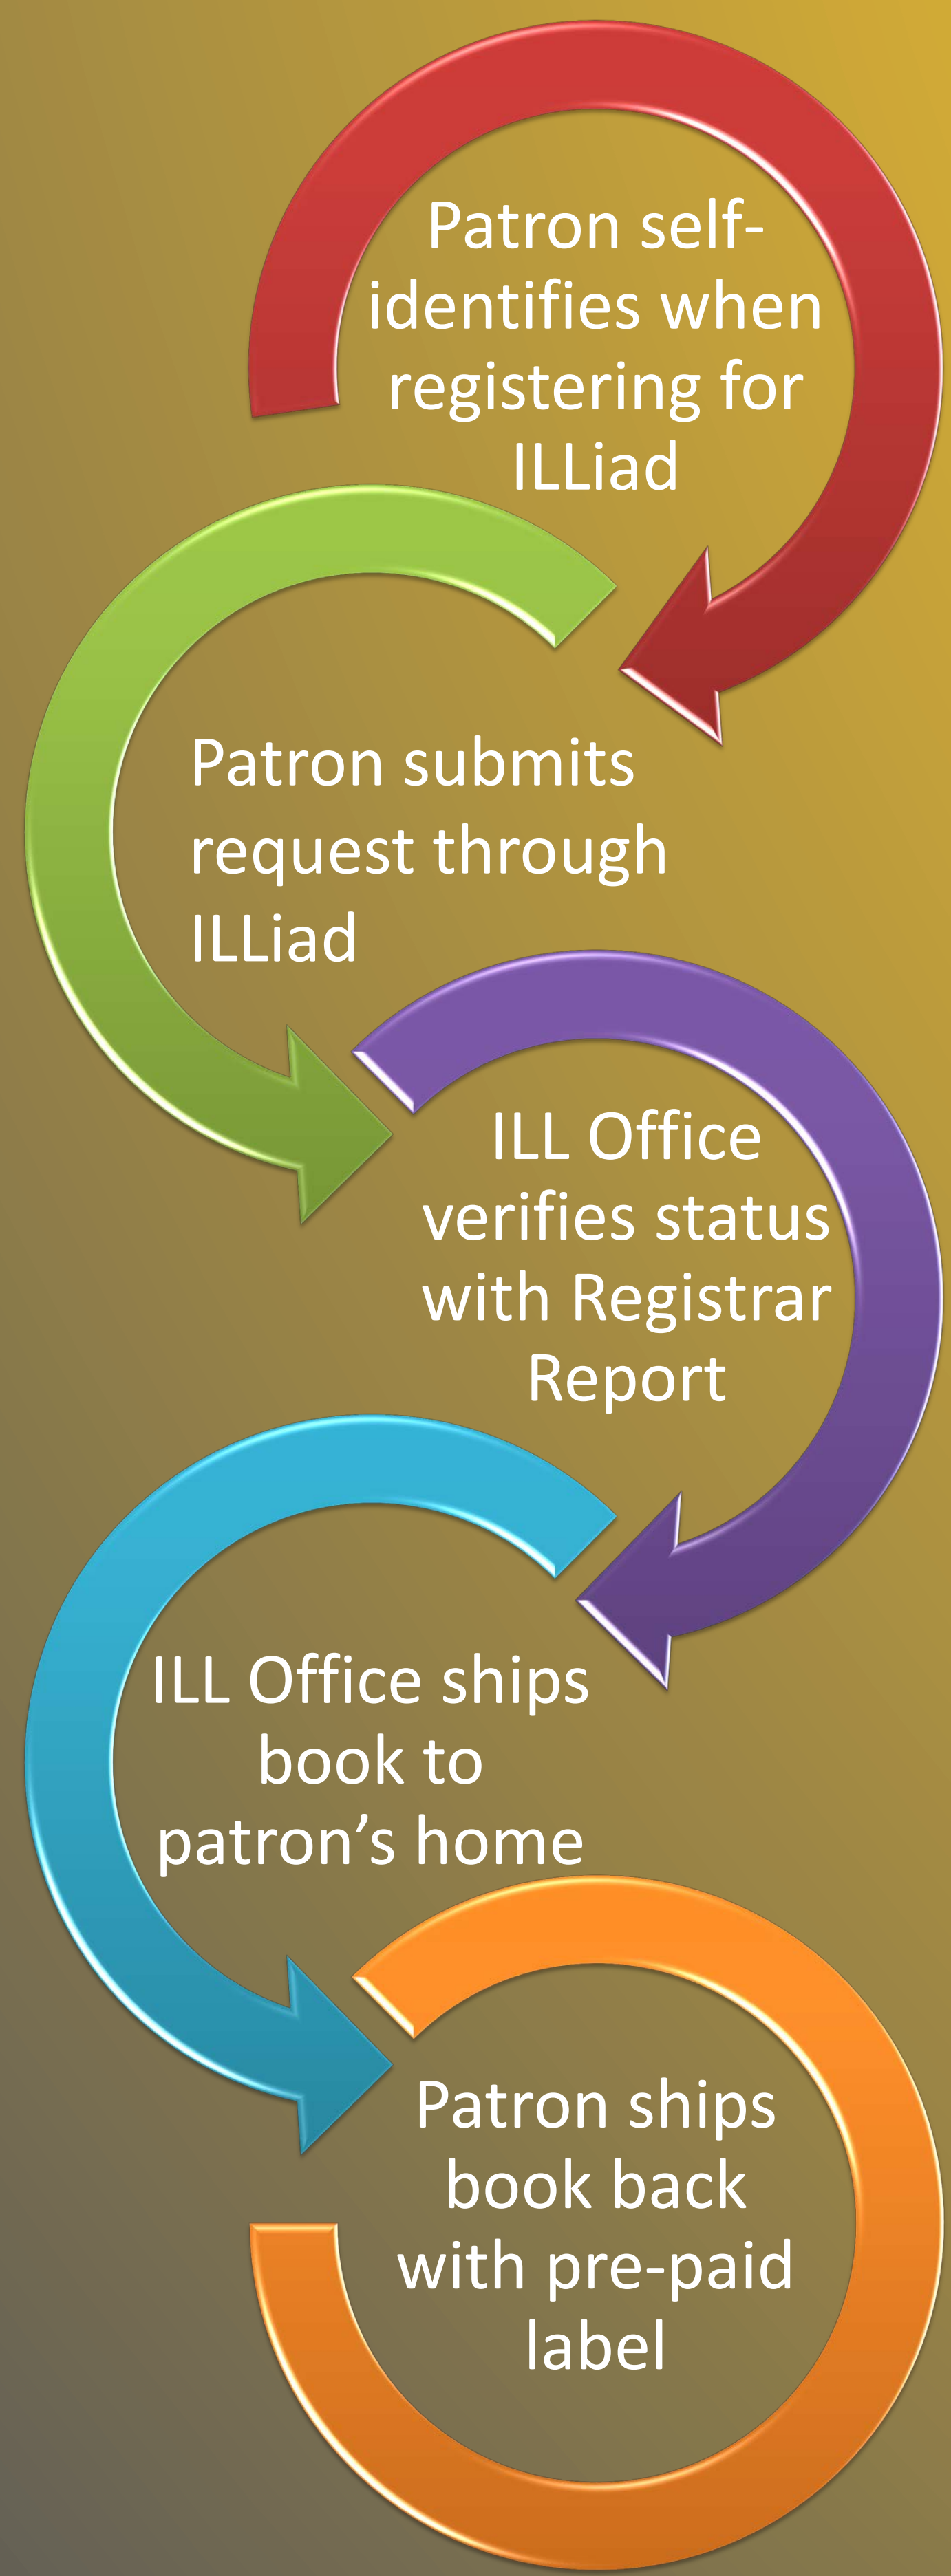 Patron self-
identifies when
registering for
ILLiad
Patron submits
request through
ILLiad
ILL Office
verifies status
with Registrar
Report
ILL Office ships
book to
patron’s home
Patron ships
book back
with pre-paid
label